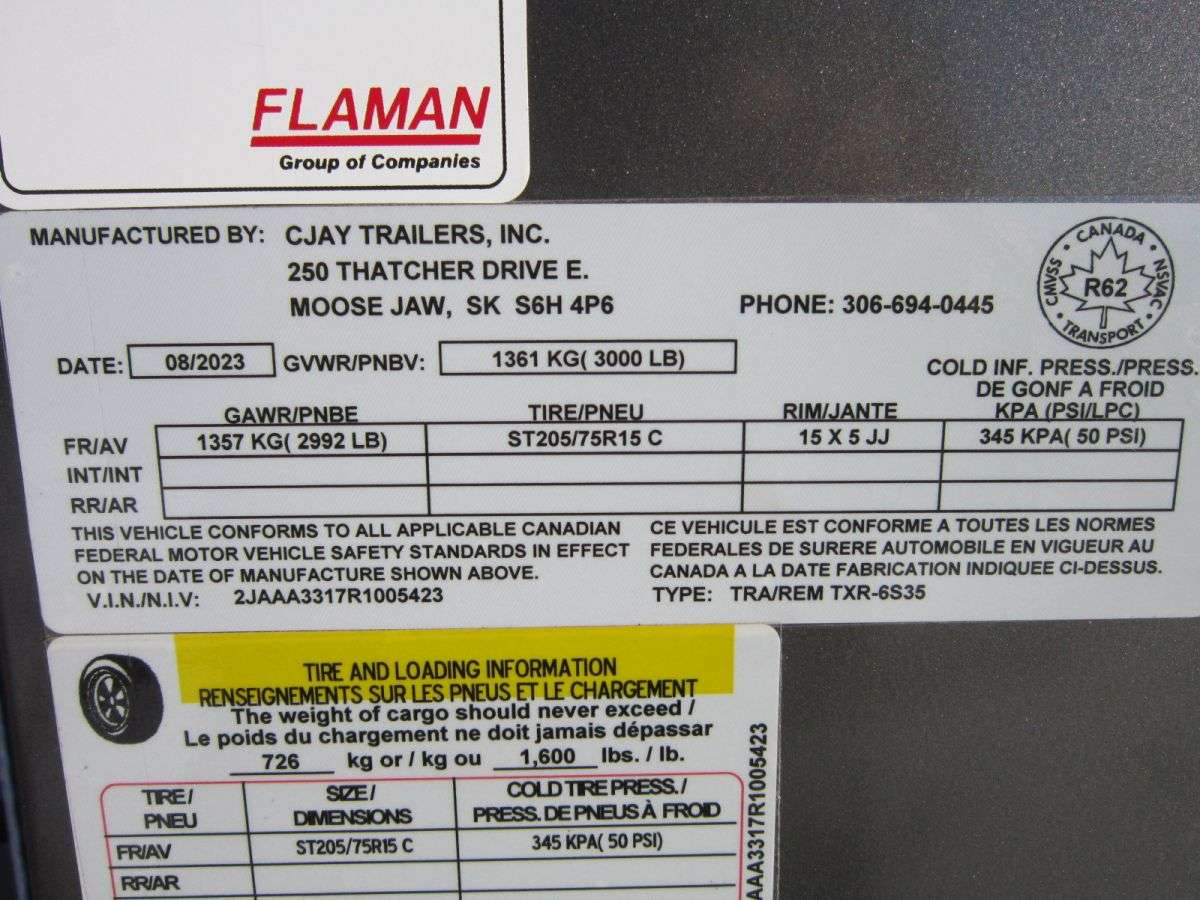 FLAMAN
Group of Companies
MANUFACTURED BY: CJAY TRAILERS, INC.
250 THATCHER DRIVE E.
MOOSE JAW, SK S6H 4P6 PHONE: 306-694-0445
CANADA
CMVSS R62 NSVAC
TRANSPORT
DATE: 08/2023 GVWR/PNBV: 1361 KG( 3000 LB)
COLD INF. PRESS./PRESS.
DE GONF A FROID
GAWR/PNBE TIRE/PNEU RIM/JANTE KPA (PSI/LPC)
FR/AV 1357 KG( 2992 LB) ST205/75R15 C 15 X 5 JJ 345 KPA( 50 PSI)
INT/INT
RR/AR
THIS VEHICLE CONFORMS TO ALL APPLICABLE CANADIAN
FEDERAL MOTOR VEHICLE SAFETY STANDARDS IN EFFECT
ON THE DATE OF MANUFACTURE SHOWN ABOVE.
CE VEHICULE EST CONFORME A TOUTES LES NORMES
FEDERALES DE SURERE AUTOMOBILE EN VIGUEUR AU
CANADA A LA DATE FABRICATION INDIQUEE CI-DESSUS.
V.I.N./N.I.V: 2JAAA3317R1005423 TYPE: TRA/REM TXR-6S35
TIRE AND LOADING INFORMATION
RENSEIGNEMENTS SUR LES PNEUS ET LE CHARGEMENT
The weight of cargo should never exceed /
Le poids du chargement ne doit jamais dépassar
726 kg or / kg ou 1,600 lbs. / lb.
TIRE / SIZE / COLD TIRE PRESS. /
PNEU DIMENSIONS PRESS. DE PNEUS À FROID
FR/AV ST205/75R15 C 345 KPA( 50 PSI)
RR/AR
AAA3317R1005423